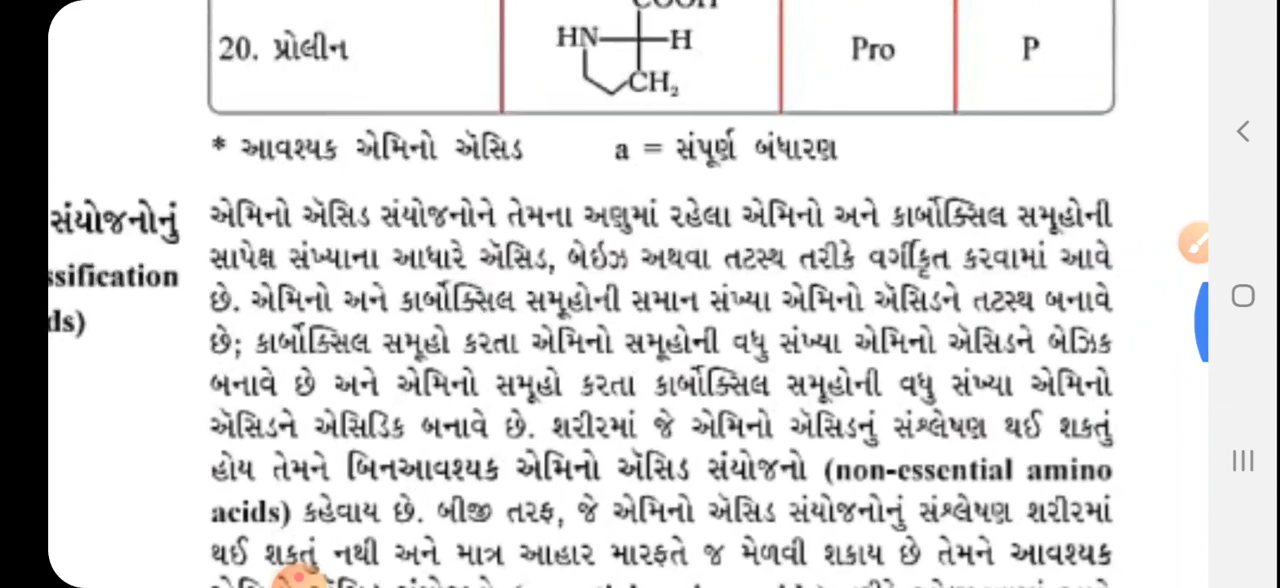 COOH
20. પ્રોલીન HN H Pro P
CH₂
* આવશ્યક એમિનો ઍસિડ a = સંપૂર્ણ બંધારણ
સંયોજનોનું
ssification
ds)
એમિનો ઍસિડ સંયોજનોને તેમના અણુમાં રહેલા એમિનો અને કાર્બોક્સિલ સમૂહોની
સાપેક્ષ સંખ્યાના આધારે ઍસિડ, બેઇઝ અથવા તટસ્થ તરીકે વર્ગીકૃત કરવામાં આવે
છે. એમિનો અને કાર્બોક્સિલ સમૂહોની સમાન સંખ્યા એમિનો ઍસિડને તટસ્થ બનાવે
છે; કાર્બોક્સિલ સમૂહો કરતા એમિનો સમૂહોની વધુ સંખ્યા એમિનો ઍસિડને બેઝિક
બનાવે છે અને એમિનો સમૂહો કરતા કાર્બોક્સિલ સમૂહોની વધુ સંખ્યા એમિનો
ઍસિડને એસિડિક બનાવે છે. શરીરમાં જે એમિનો ઍસિડનું સંશ્લેષણ થઈ શકતું
હોય તેમને બિનઆવશ્યક એમિનો ઍસિડ સંયોજનો (non-essential amino
acids) કહેવાય છે. બીજી તરફ, જે એમિનો ઍસિડ સંયોજનોનું સંશ્લેષણ શરીરમાં
થઈ શકતું નથી અને માત્ર આહાર મારફતે જ મેળવી શકાય છે તેમને આવશ્યક